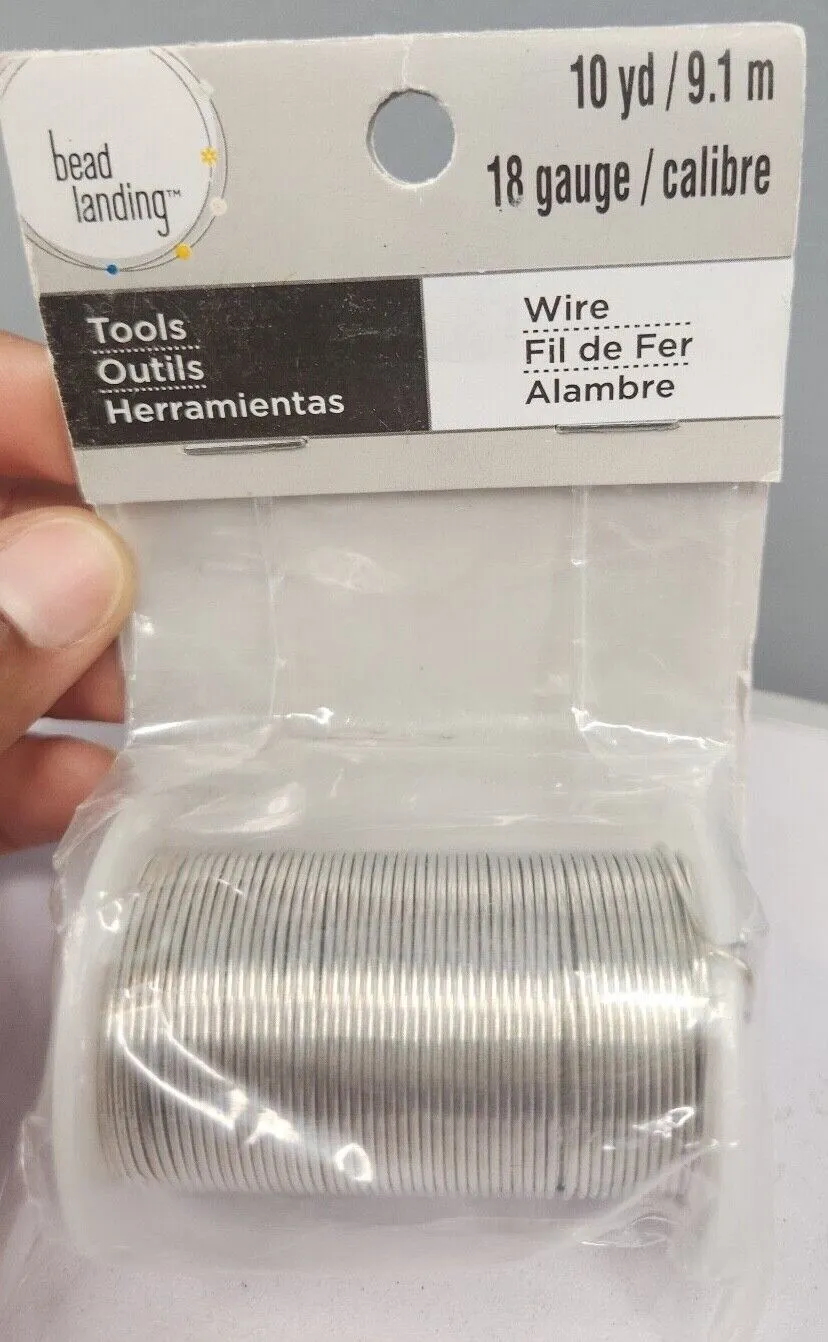 bead
landing™
10 yd / 9.1 m
18 gauge / calibre
Tools
Outils
Herramientas
Wire
Fil de Fer
Alambre